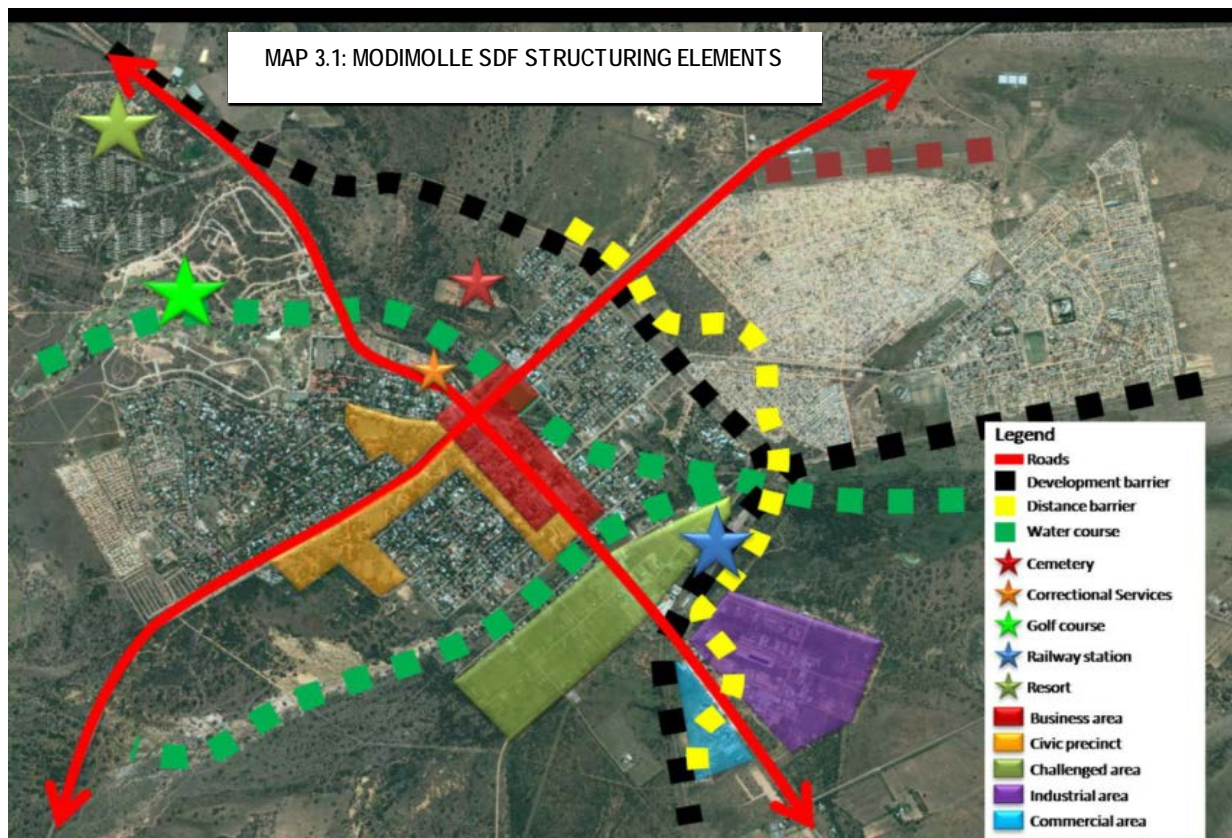 MAP 3.1: MODIMOLLE SDF STRUCTURING ELEMENTS
Legend
Roads
Development barrier
Distance barrier
Water course
Cemetery
Correctional Services
Golf course
Railway station
Resort
Business area
Civic precinct
Challenged area
Industrial area
Commercial area